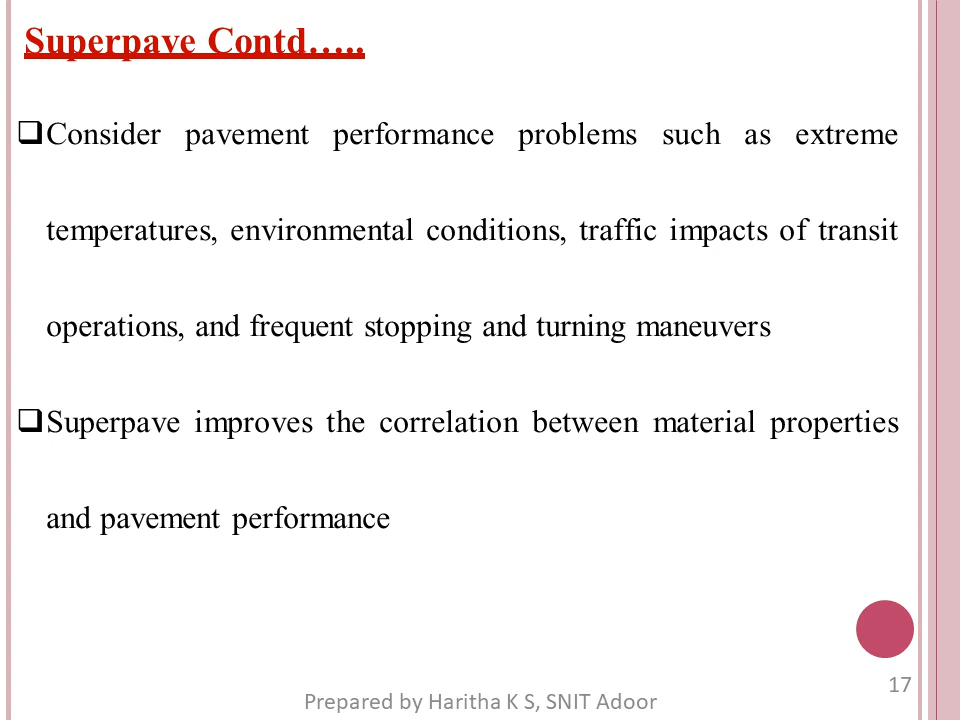 Superpave Contd…..
❑Consider pavement performance problems such as extreme
temperatures, environmental conditions, traffic impacts of transit
operations, and frequent stopping and turning maneuvers
❑Superpave improves the correlation between material properties
and pavement performance
17
Prepared by Haritha K S, SNIT Adoor